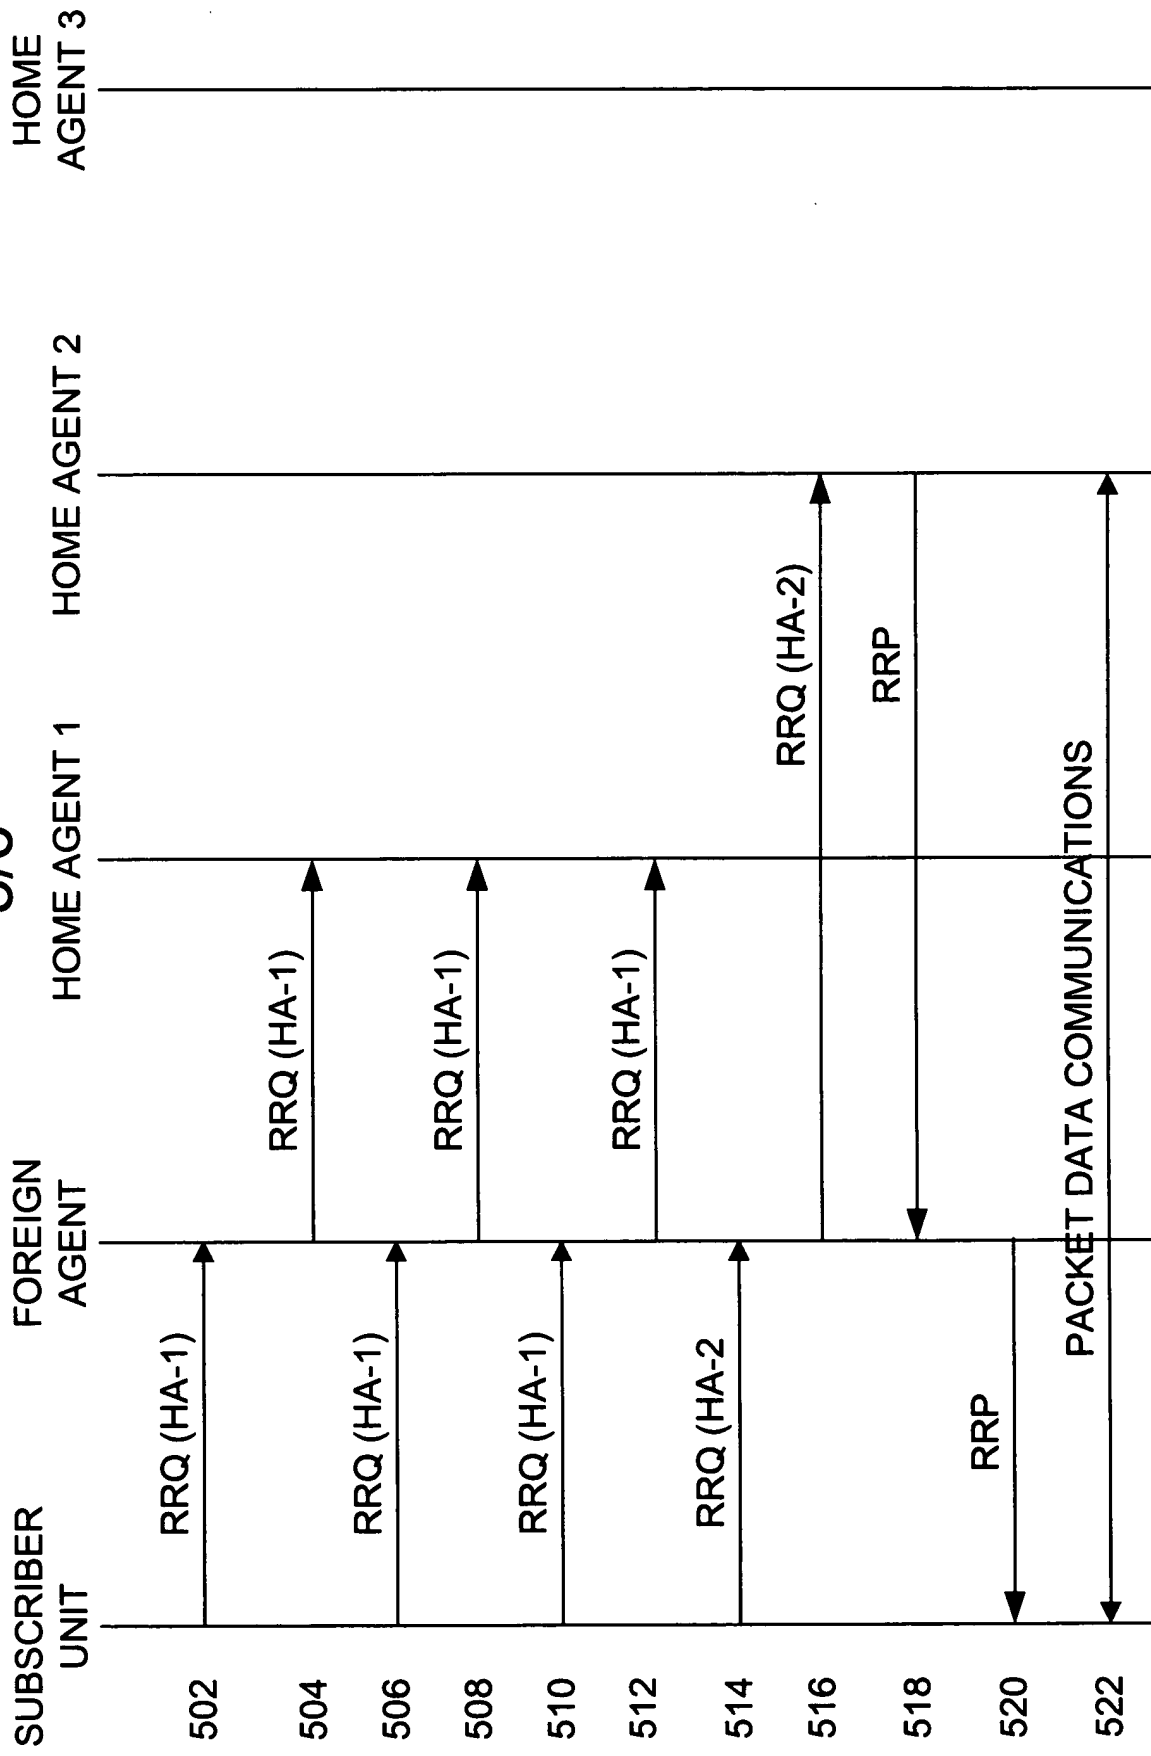 SUBSCRIBER
UNIT
FOREIGN
AGENT
HOME AGENT 1
HOME AGENT 2
HOME
AGENT 3
502
RRQ (HA-1)
504
RRQ (HA-1)
506
RRQ (HA-1)
508
RRQ (HA-1)
510
RRQ (HA-1)
512
RRQ (HA-1)
514
RRQ (HA-2
516
RRQ (HA-2)
518
RRP
520
RRP
522
PACKET DATA COMMUNICATIONS